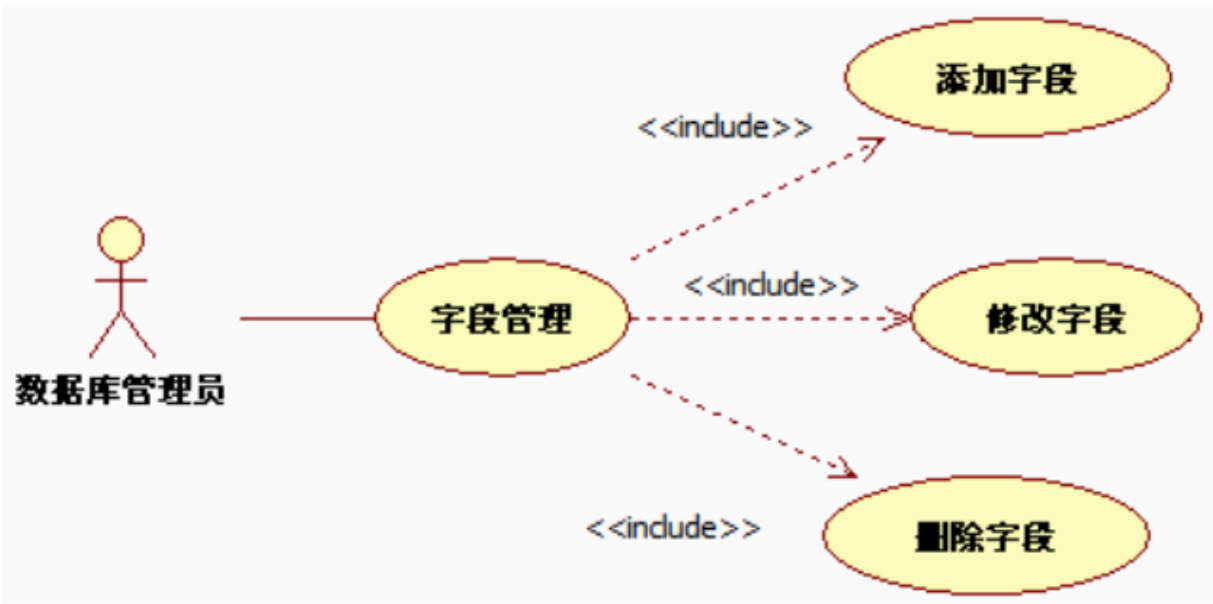 添加字段
<<include>>
<<include>>
字段管理
修改字段
数据库管理员
<<include>>
删除字段